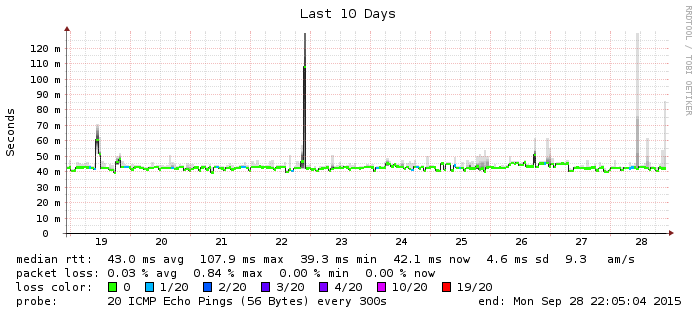 Last 10 Days
RRDTOOL / TOBI OETIKER
Seconds
120 m
110 m
100 m
90 m
80 m
70 m
60 m
50 m
40 m
30 m
20 m
10 m
0
19 20 21 22 23 24 25 26 27 28
median rtt: 43.0 ms avg 107.9 ms max 39.3 ms min 42.1 ms now 4.6 ms sd 9.3 am/s
packet loss: 0.03 % avg 0.84 % max 0.00 % min 0.00 % now
loss color: 0 1/20 2/20 3/20 4/20 10/20 19/20
probe: 20 ICMP Echo Pings (56 Bytes) every 300s end: Mon Sep 28 22:05:04 2015